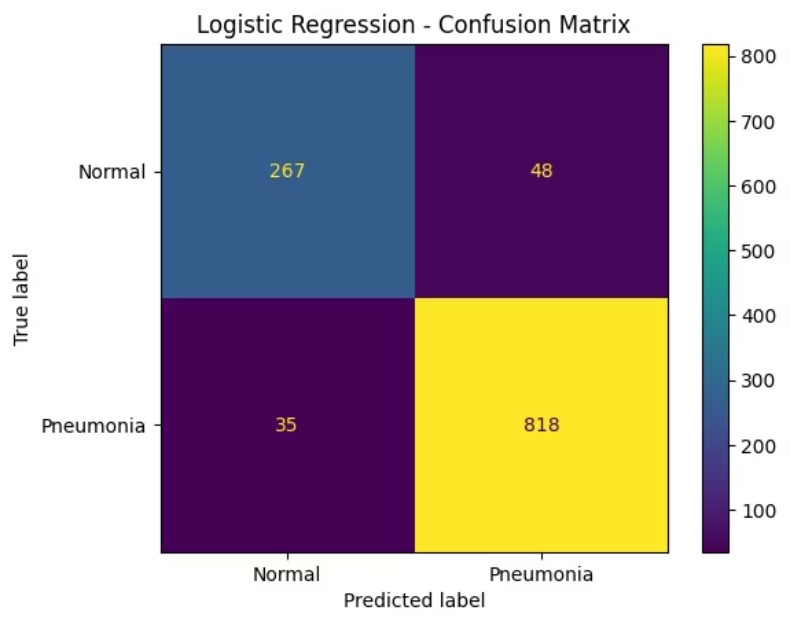 Logistic Regression - Confusion Matrix
800
700
600
500
400
300
200
100
Normal
267
48
True label
Pneumonia
35
818
Normal
Pneumonia
Predicted label